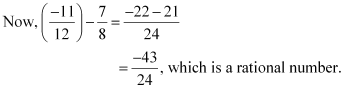 Now, (-11/12) - 7/8 = (-22 - 21)/24
= -43/24, which is a rational number.